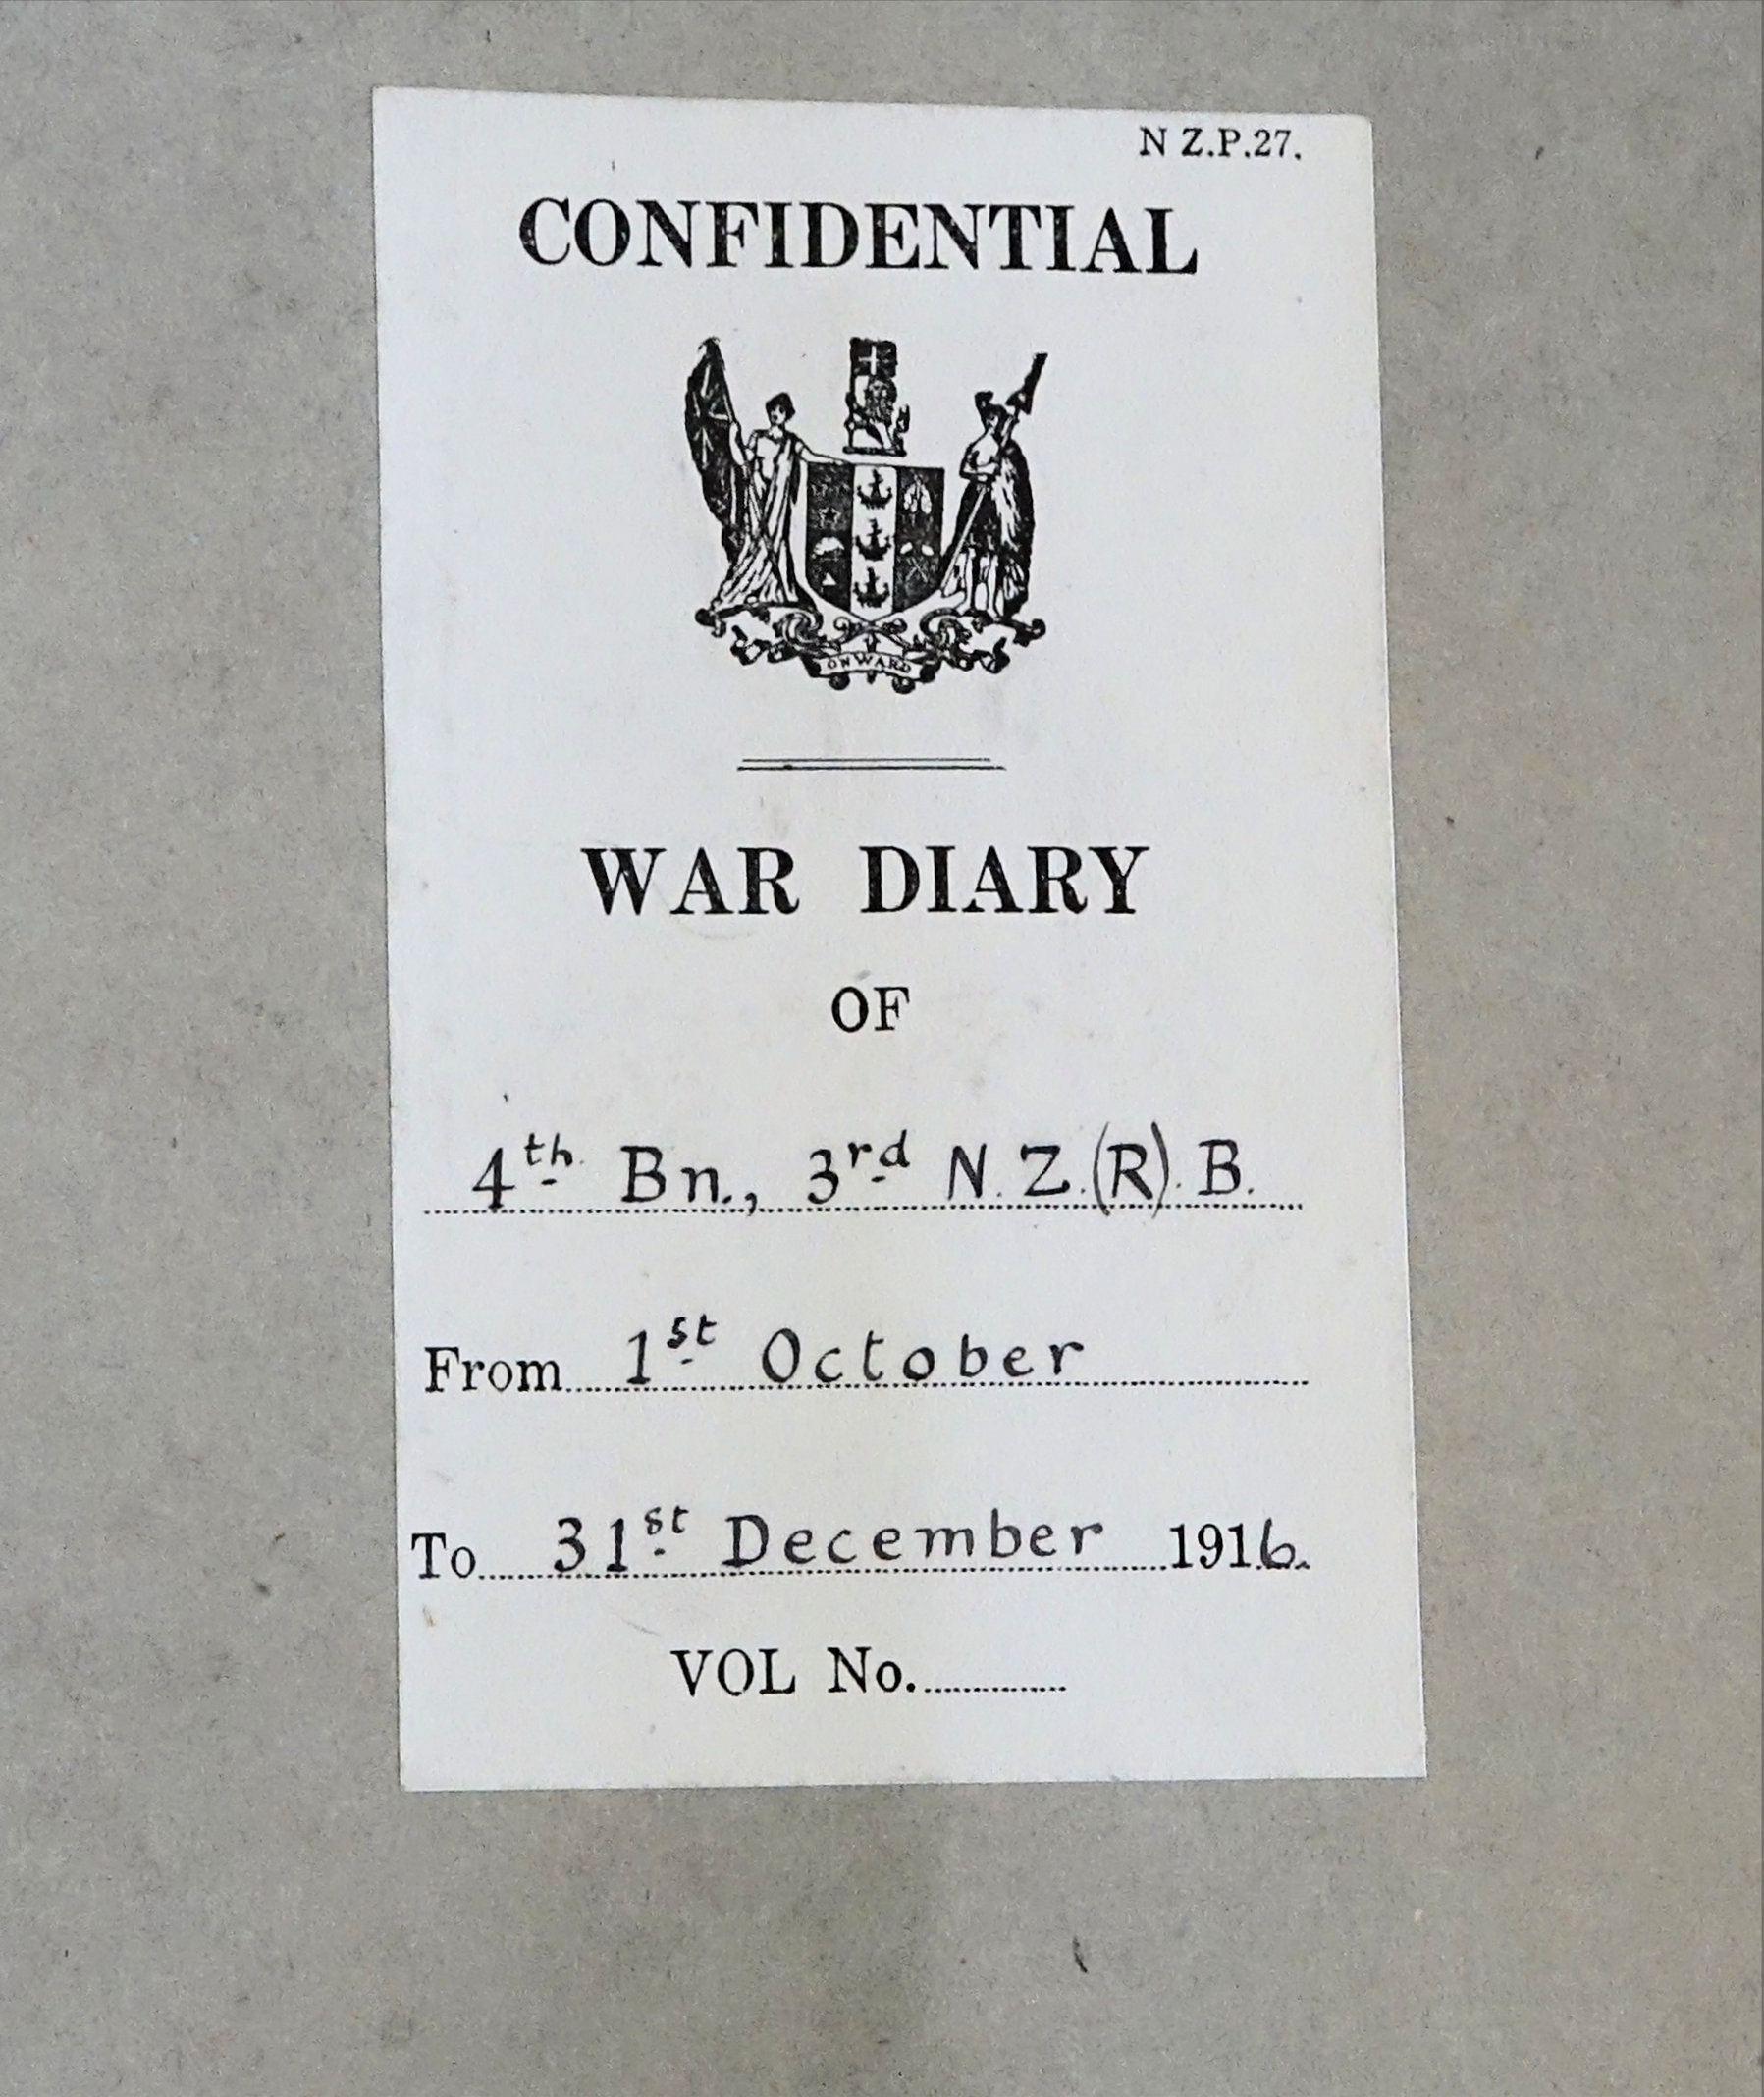 N Z.P.27.
CONFIDENTIAL
ONWARD
WAR DIARY
OF
4th Bn., 3rd N.Z.(R).B.
From 1st October
To 31st December 1916.
VOL No.